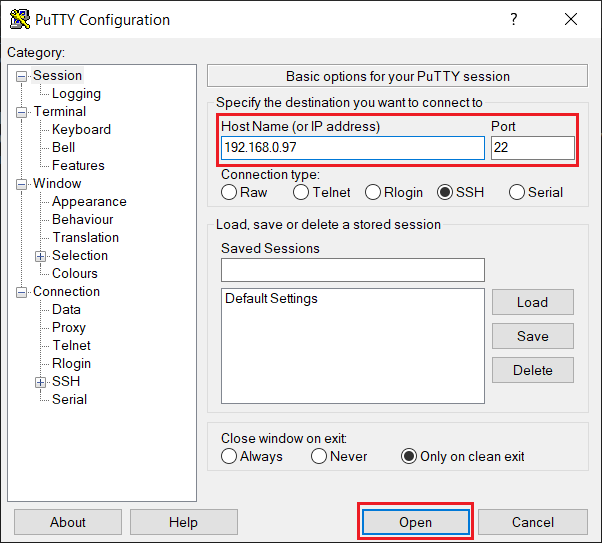 PuTTY Configuration
? ×
Category:
Session
Logging
Terminal
Keyboard
Bell
Features
Window
Appearance
Behaviour
Translation
Selection
Colours
Connection
Data
Proxy
Telnet
Rlogin
SSH
Serial
Basic options for your PuTTY session
Specify the destination you want to connect to
Host Name (or IP address) Port
192.168.0.97 22
Connection type:
Raw Telnet Rlogin SSH Serial
Load, save or delete a stored session
Saved Sessions
Default Settings
Load
Save
Delete
Close window on exit:
Always Never Only on clean exit
About Help Open Cancel